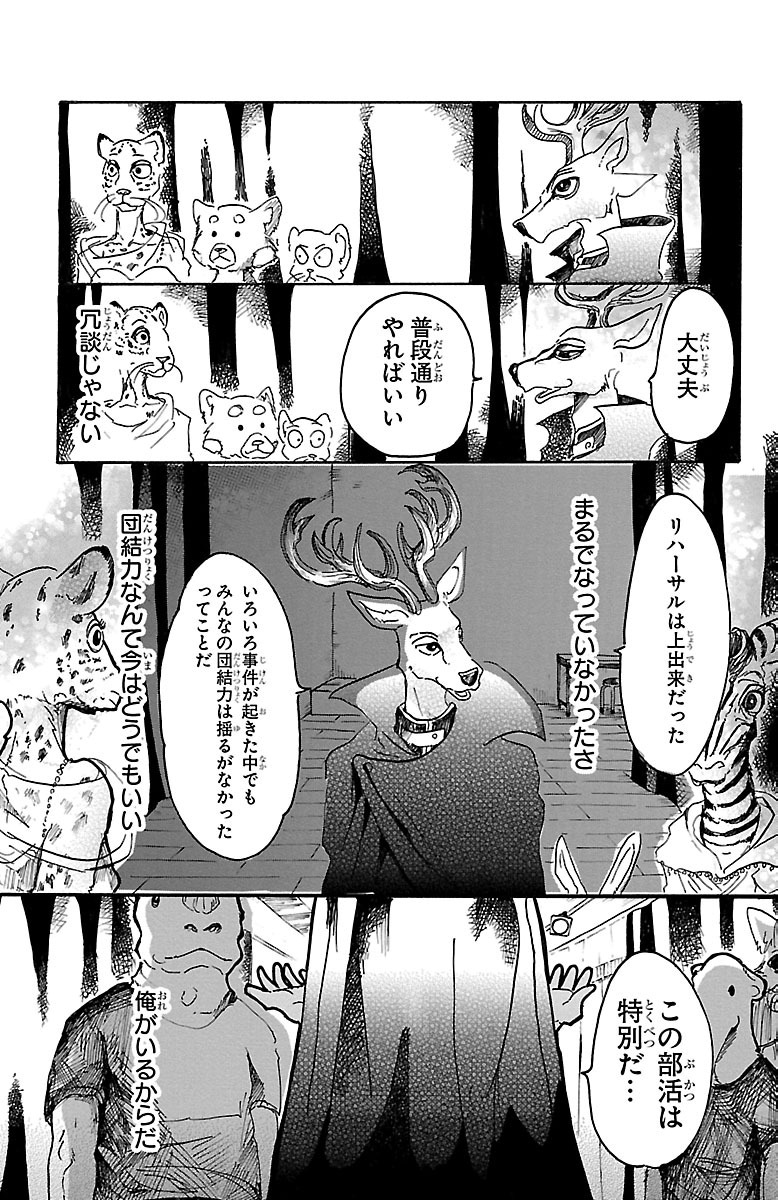 大丈夫
普段通り
やればいい
冗談じゃない
リハーサルは上出来だった
まるでなっていなかったさ
いろいろ事件が起きた中でも
みんなの団結力は揺るがなかった
ってことだ
団結力なんて今はどうでもいい
この部活は
特別だ…
俺がいるからだ